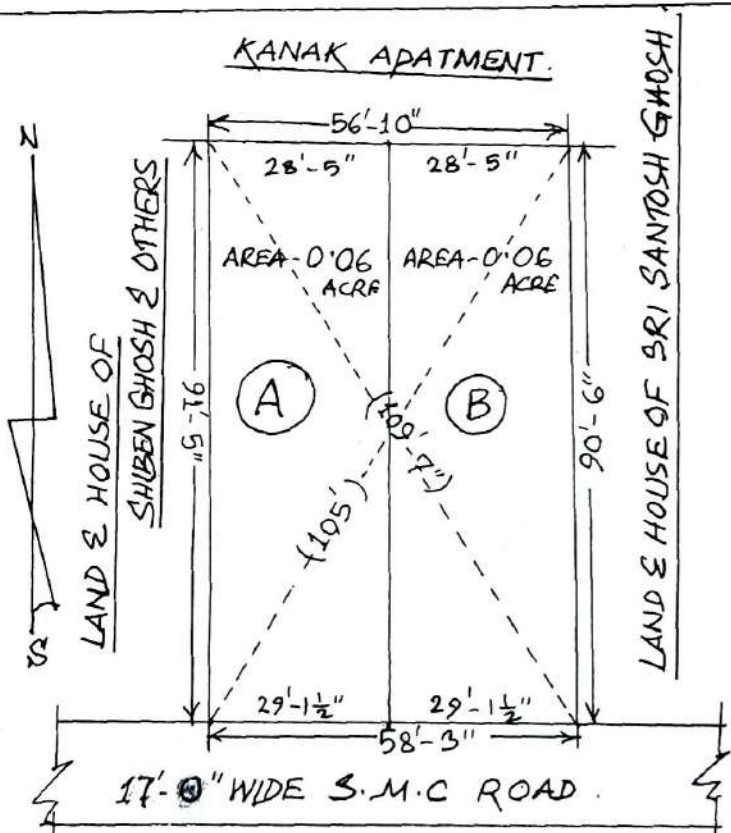 KANAK APATMENT.
56'-10"
28'-5" 28'-5"
N
S
LAND & HOUSE OF
SHIBEN GHOSH & OTHERS
91'-5"
AREA-0'06
ACRE
AREA-0'06
ACRE
A
B
(109'
7")
(105')
90'-6"
LAND & HOUSE OF SRI SANTOSH GHOSH
29'-1½" 29'-1½"
58'-3"
17'-0" WIDE S.M.C ROAD.